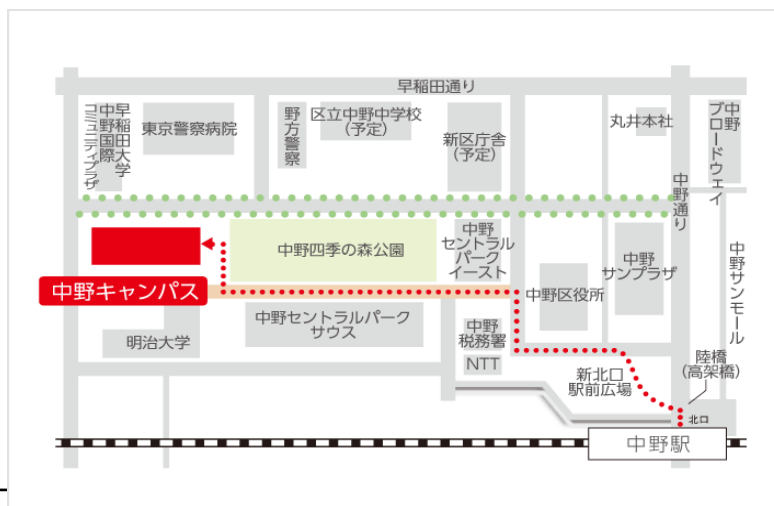 早稲田通り
早稲田大学
中野国際
コミュニティプラザ
東京警察病院
野方警察
区立中野中学校
(予定)
新区庁舎
(予定)
丸井本社
中野
ブロードウェイ
中野通り
中野四季の森公園
中野
セントラル
パーク
イースト
中野
サンプラザ
中野サンモール
中野キャンパス
中野区役所
明治大学
中野セントラルパーク
サウス
中野
税務署
NTT
新北口
駅前広場
陸橋
(高架橋)
北口
中野駅